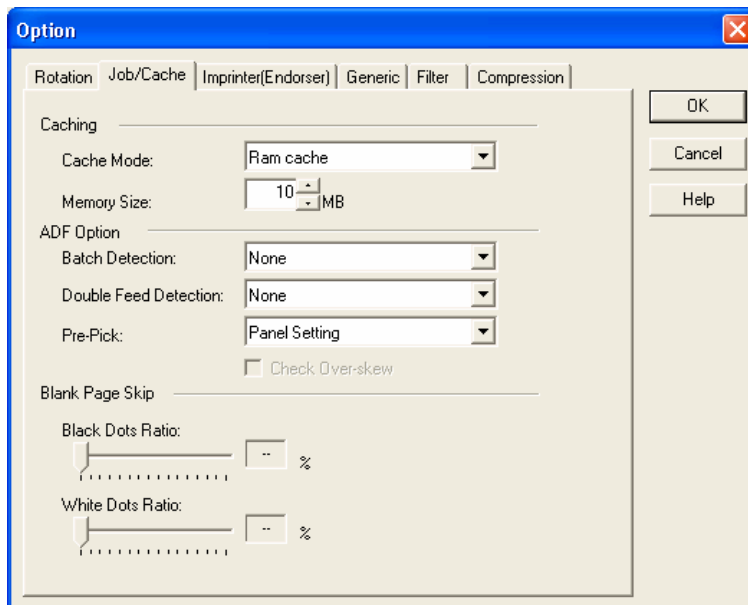 Option
Rotation Job/Cache Imprinter(Endorser) Generic Filter Compression
OK
Caching
Cache Mode: Ram cache
Cancel
Memory Size: 10 MB
Help
ADF Option
Batch Detection: None
Double Feed Detection: None
Pre-Pick: Panel Setting
Check Over-skew
Blank Page Skip
Black Dots Ratio:
-- %
White Dots Ratio:
-- %